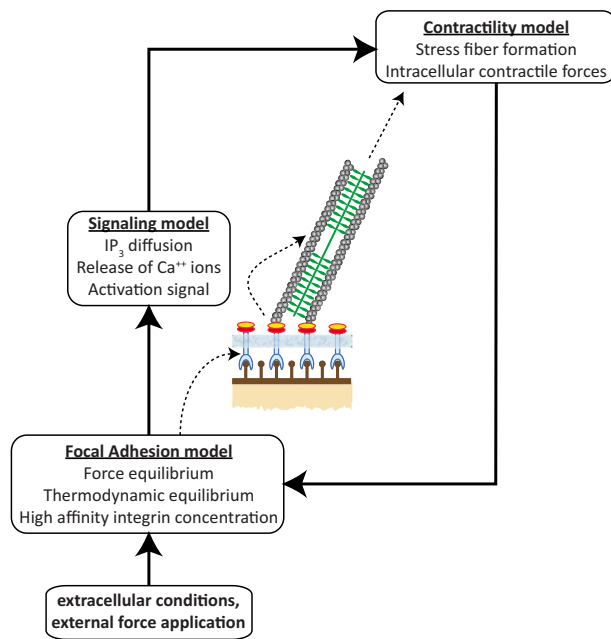 Contractility model
Stress fiber formation
Intracellular contractile forces
Signaling model
IP₃ diffusion
Release of Ca⁺⁺ ions
Activation signal
Focal Adhesion model
Force equilibrium
Thermodynamic equilibrium
High affinity integrin concentration
extracellular conditions,
external force application